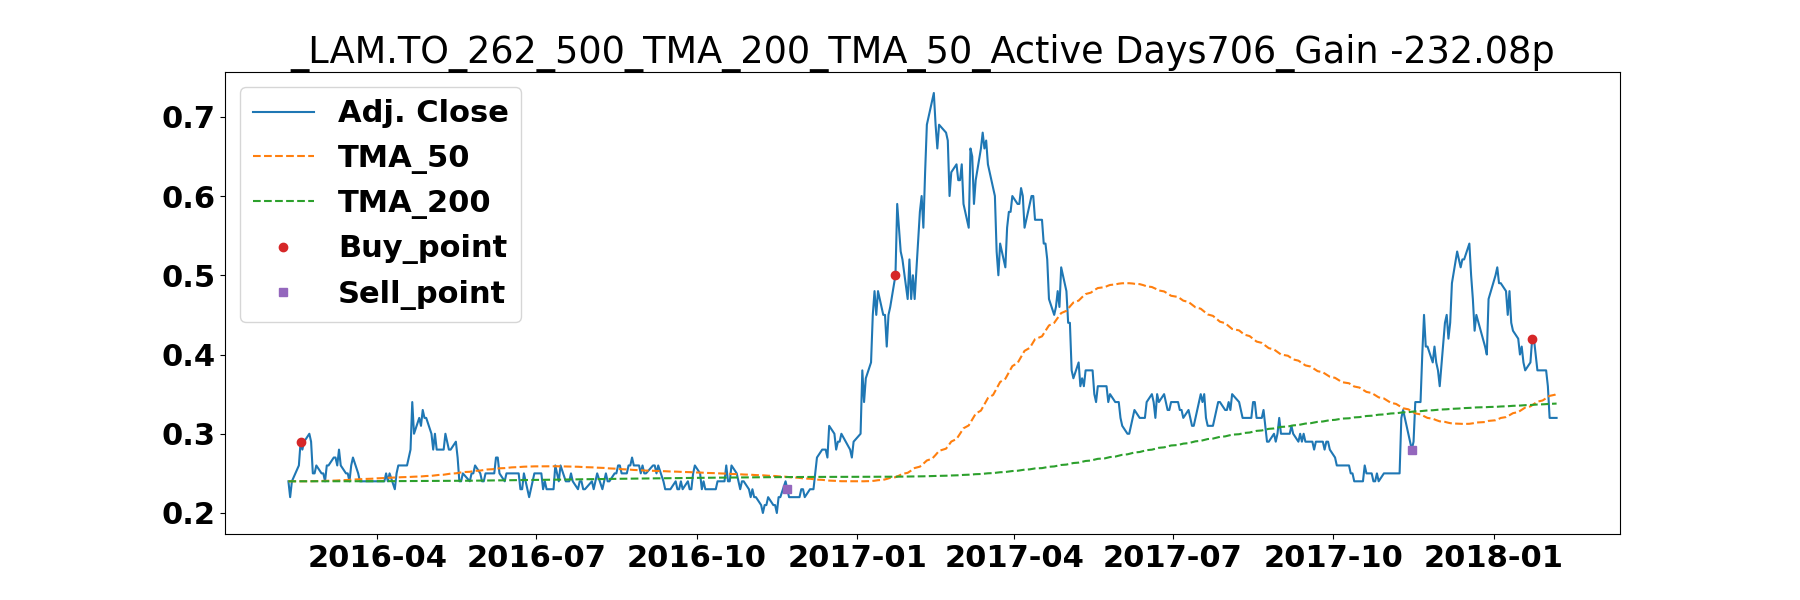 _LAM.TO_262_500_TMA_200_TMA_50_Active Days706_Gain -232.08p
Adj. Close
TMA_50
TMA_200
Buy_point
Sell_point
0.7
0.6
0.5
0.4
0.3
0.2
2016-04 2016-07 2016-10 2017-01 2017-04 2017-07 2017-10 2018-01